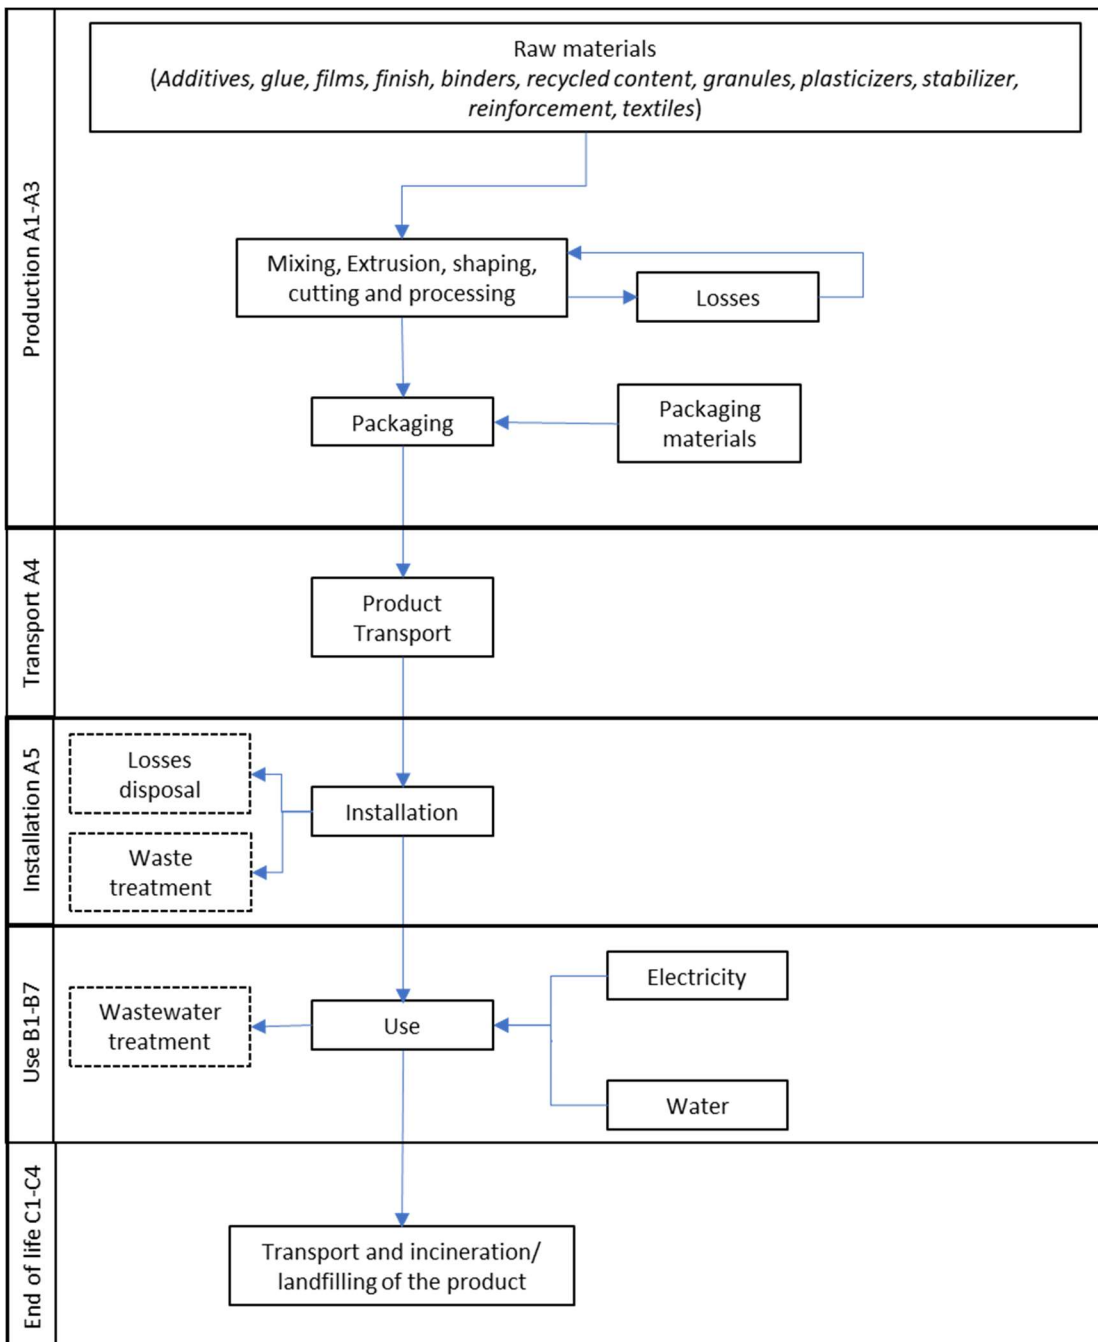 Production A1-A3
Raw materials
(Additives, glue, films, finish, binders, recycled content, granules, plasticizers, stabilizer,
reinforcement, textiles)
Mixing, Extrusion, shaping,
cutting and processing
Losses
Packaging
Packaging
materials
Transport A4
Product
Transport
Installation A5
Losses
disposal
Installation
Waste
treatment
Use B1-B7
Electricity
Wastewater
treatment
Use
Water
End of life C1-C4
Transport and incineration/
landfilling of the product